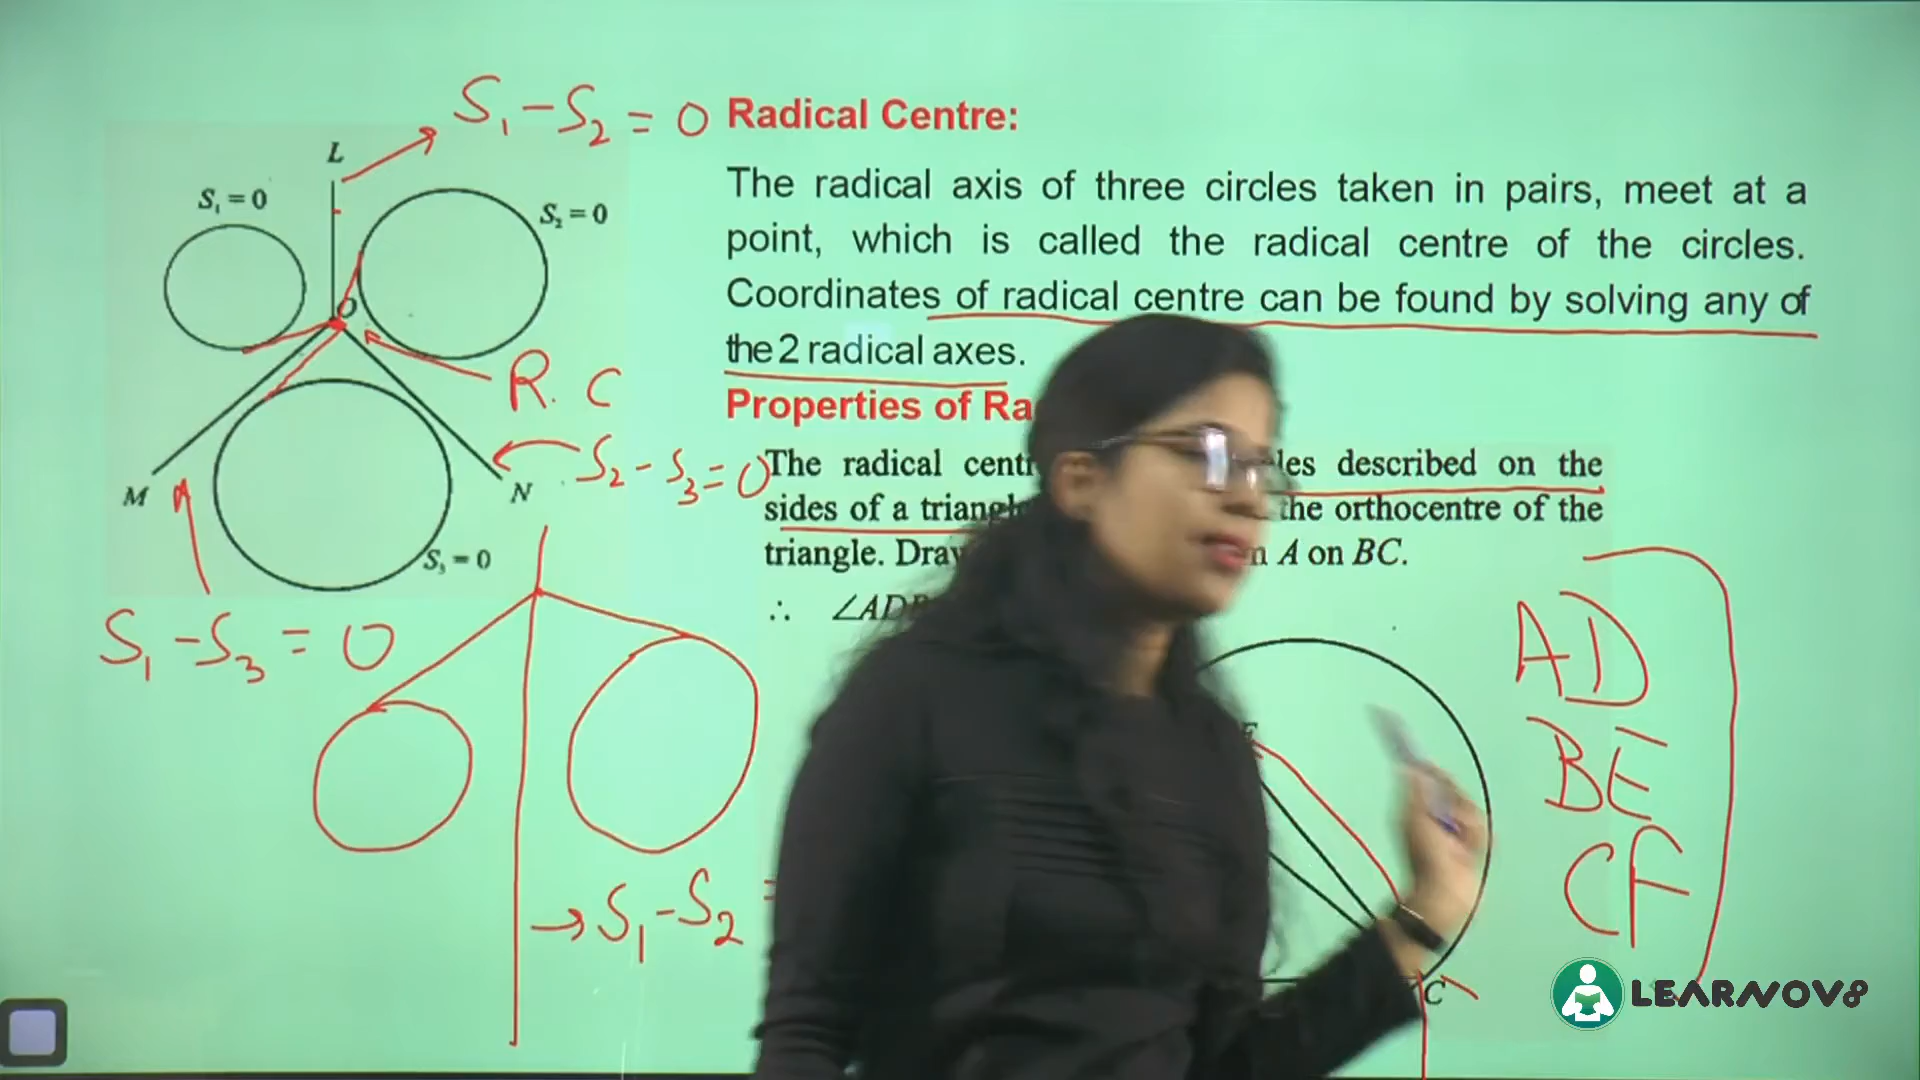 S₁ - S₂ = 0
Radical Centre:
L
S₁ = 0
S₂ = 0
The radical axis of three circles taken in pairs, meet at a
point, which is called the radical centre of the circles.
Coordinates of radical centre can be found by solving any of
the 2 radical axes.
O
R. C
Properties of Ra
S₂ - S₃ = 0
The radical cent
les described on the
sides of a triangle
the orthocentre of the
triangle. Draw
A on BC.
M
N
S₃ = 0
S₁ - S₃ = 0
∴ ∠AD
AD
BE
CF
→ S₁ - S₂ =
C
LEARNOV8